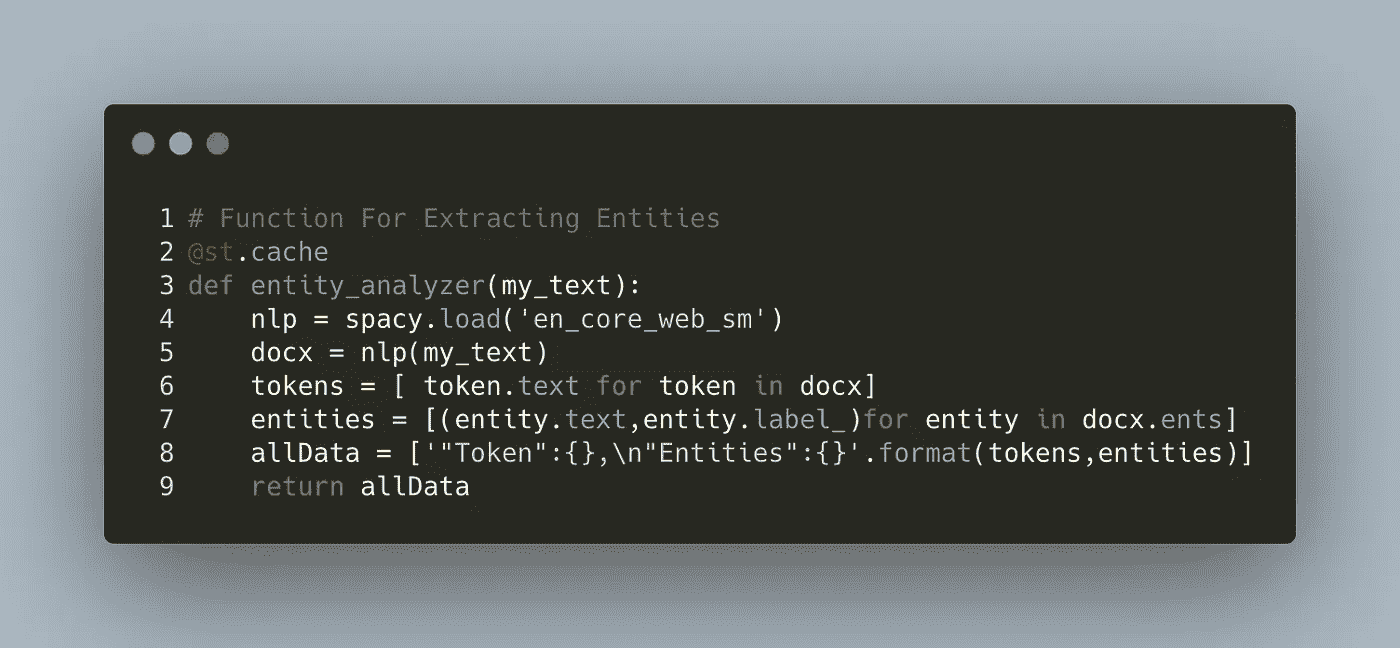 1 # Function For Extracting Entities
2 @st.cache
3 def entity_analyzer(my_text):
4     nlp = spacy.load('en_core_web_sm')
5     docx = nlp(my_text)
6     tokens = [ token.text for token in docx]
7     entities = [(entity.text,entity.label_)for entity in docx.ents]
8     allData = ['"Token":{},\n"Entities":{}'.format(tokens,entities)]
9     return allData